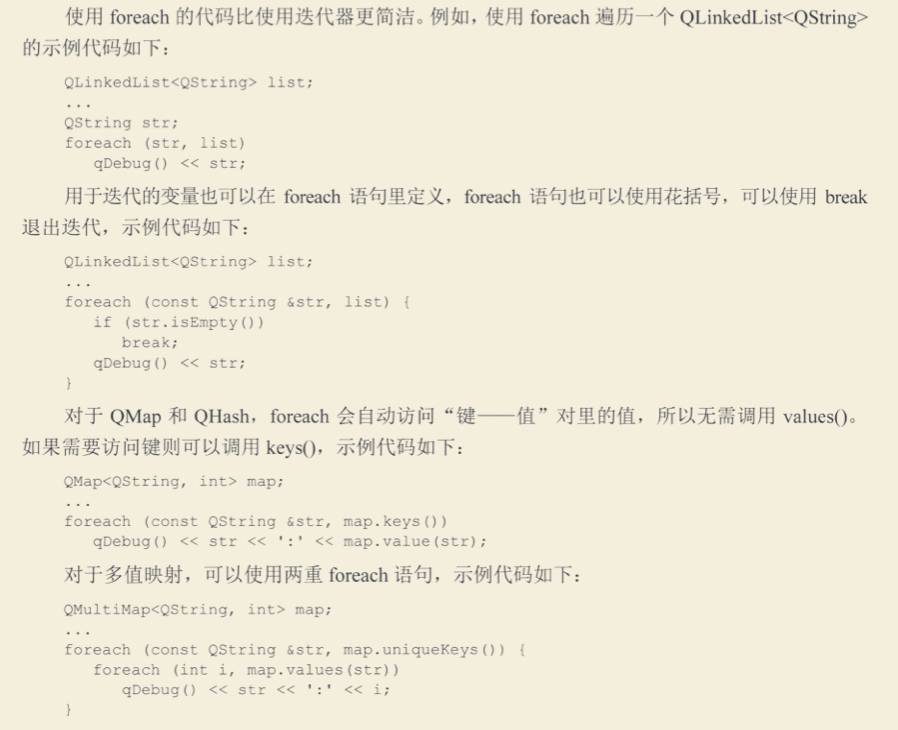 使用 foreach 的代码比使用迭代器更简洁。例如，使用 foreach 遍历一个 QLinkedList<QString>
的示例代码如下：
QLinkedList<QString> list;
...
QString str;
foreach (str, list)
   qDebug() << str;
用于迭代的变量也可以在 foreach 语句里定义，foreach 语句也可以使用花括号，可以使用 break
退出迭代，示例代码如下：
QLinkedList<QString> list;
...
foreach (const QString &str, list) {
   if (str.isEmpty())
      break;
   qDebug() << str;
}
对于 QMap 和 QHash，foreach 会自动访问“键——值”对里的值，所以无需调用 values()。
如果需要访问键则可以调用 keys()，示例代码如下：
QMap<QString, int> map;
...
foreach (const QString &str, map.keys())
   qDebug() << str << ':' << map.value(str);
对于多值映射，可以使用两重 foreach 语句，示例代码如下：
QMultiMap<QString, int> map;
...
foreach (const QString &str, map.uniqueKeys()) {
   foreach (int i, map.values(str))
      qDebug() << str << ':' << i;
}